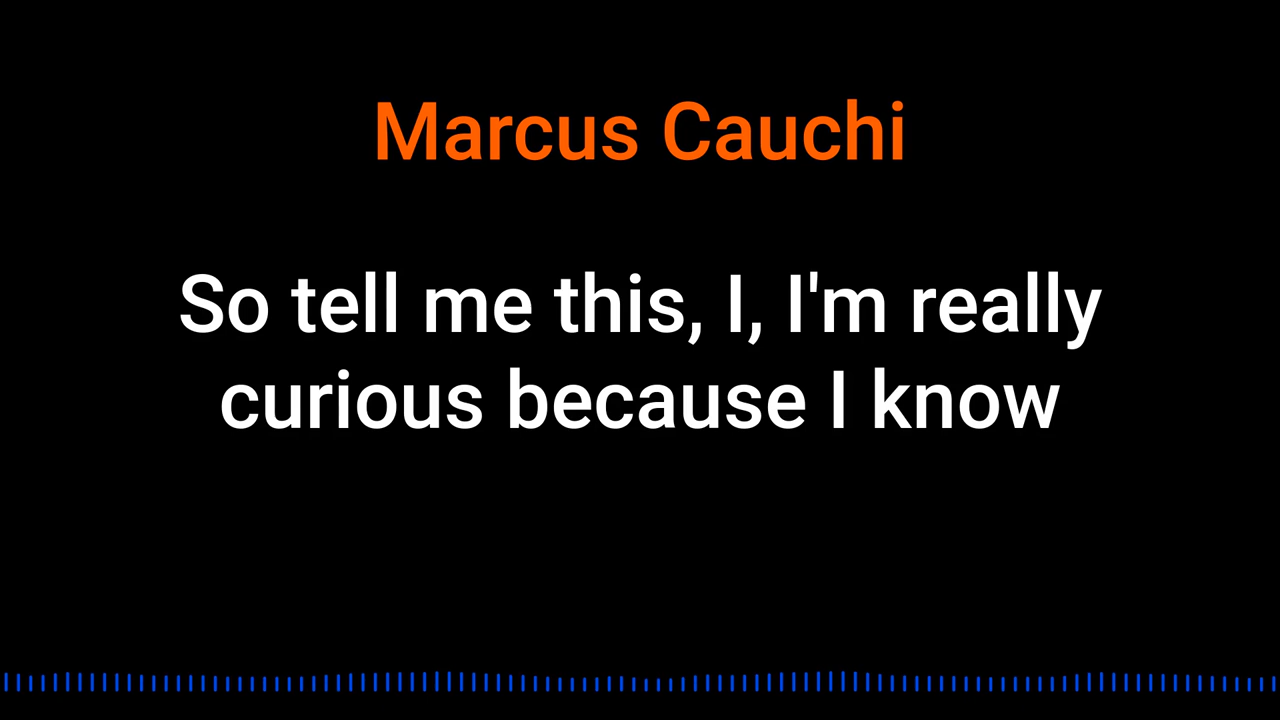 Marcus Cauchi
So tell me this, I, I'm really
curious because I know